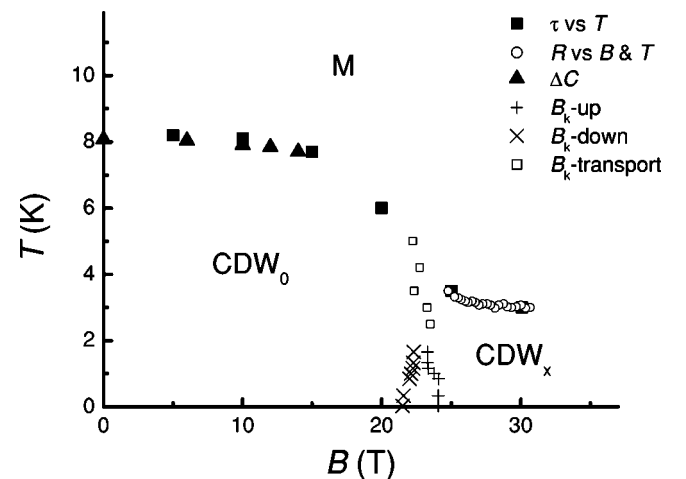 τ vs T
R vs B & T
ΔC
Bk-up
Bk-down
Bk-transport
M
CDW0
CDWx
10
8
6
4
2
0
T (K)
0 10 20 30
B (T)